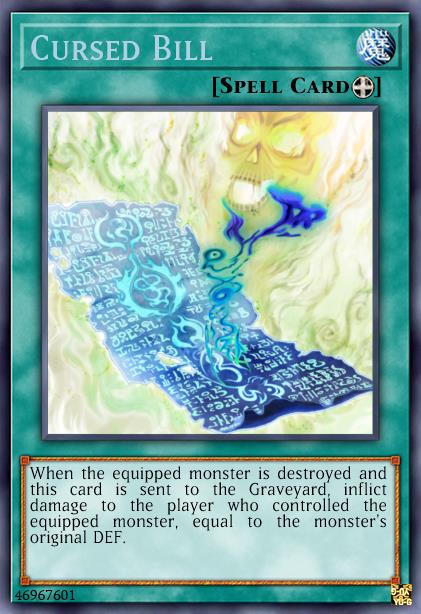 Cursed Bill
[Spell Card]
When the equipped monster is destroyed and
this card is sent to the Graveyard, inflict
damage to the player who controlled the
equipped monster, equal to the monster's
original DEF.
46967601